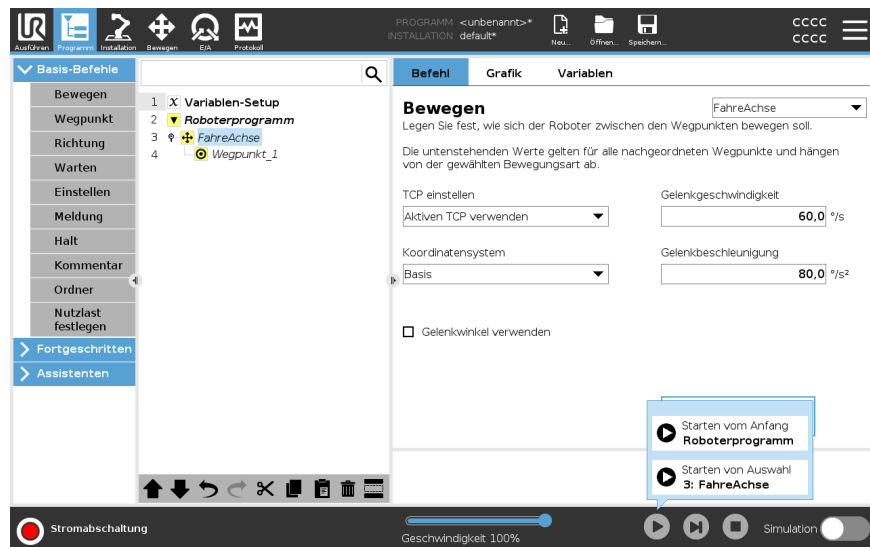 PROGRAMM <unbenannt>*
INSTALLATION default*
Ausführen
Programm
Installation
Bewegen
E/A
Protokoll
Neu...
Öffnen...
Speichern...
CCCC
CCCC
Basis-Befehle
Bewegen
Wegpunkt
Richtung
Warten
Einstellen
Meldung
Halt
Kommentar
Ordner
Nutzlast
festlegen
Fortgeschritten
Assistenten
1 X Variablen-Setup
2 Roboterprogramm
3 FahreAchse
4 Wegpunkt_1
Befehl Grafik Variablen
Bewegen
FahreAchse
Legen Sie fest, wie sich der Roboter zwischen den Wegpunkten bewegen soll.
Die untenstehenden Werte gelten für alle nachgeordneten Wegpunkte und hängen
von der gewählten Bewegungsart ab.
TCP einstellen
Gelenkgeschwindigkeit
Aktiven TCP verwenden
60,0 °/s
Koordinatensystem
Gelenkbeschleunigung
Basis
80,0 °/s²
Gelenkwinkel verwenden
Starten vom Anfang
Roboterprogramm
Starten von Auswahl
3: FahreAchse
Stromabschaltung
Geschwindigkeit 100%
Simulation